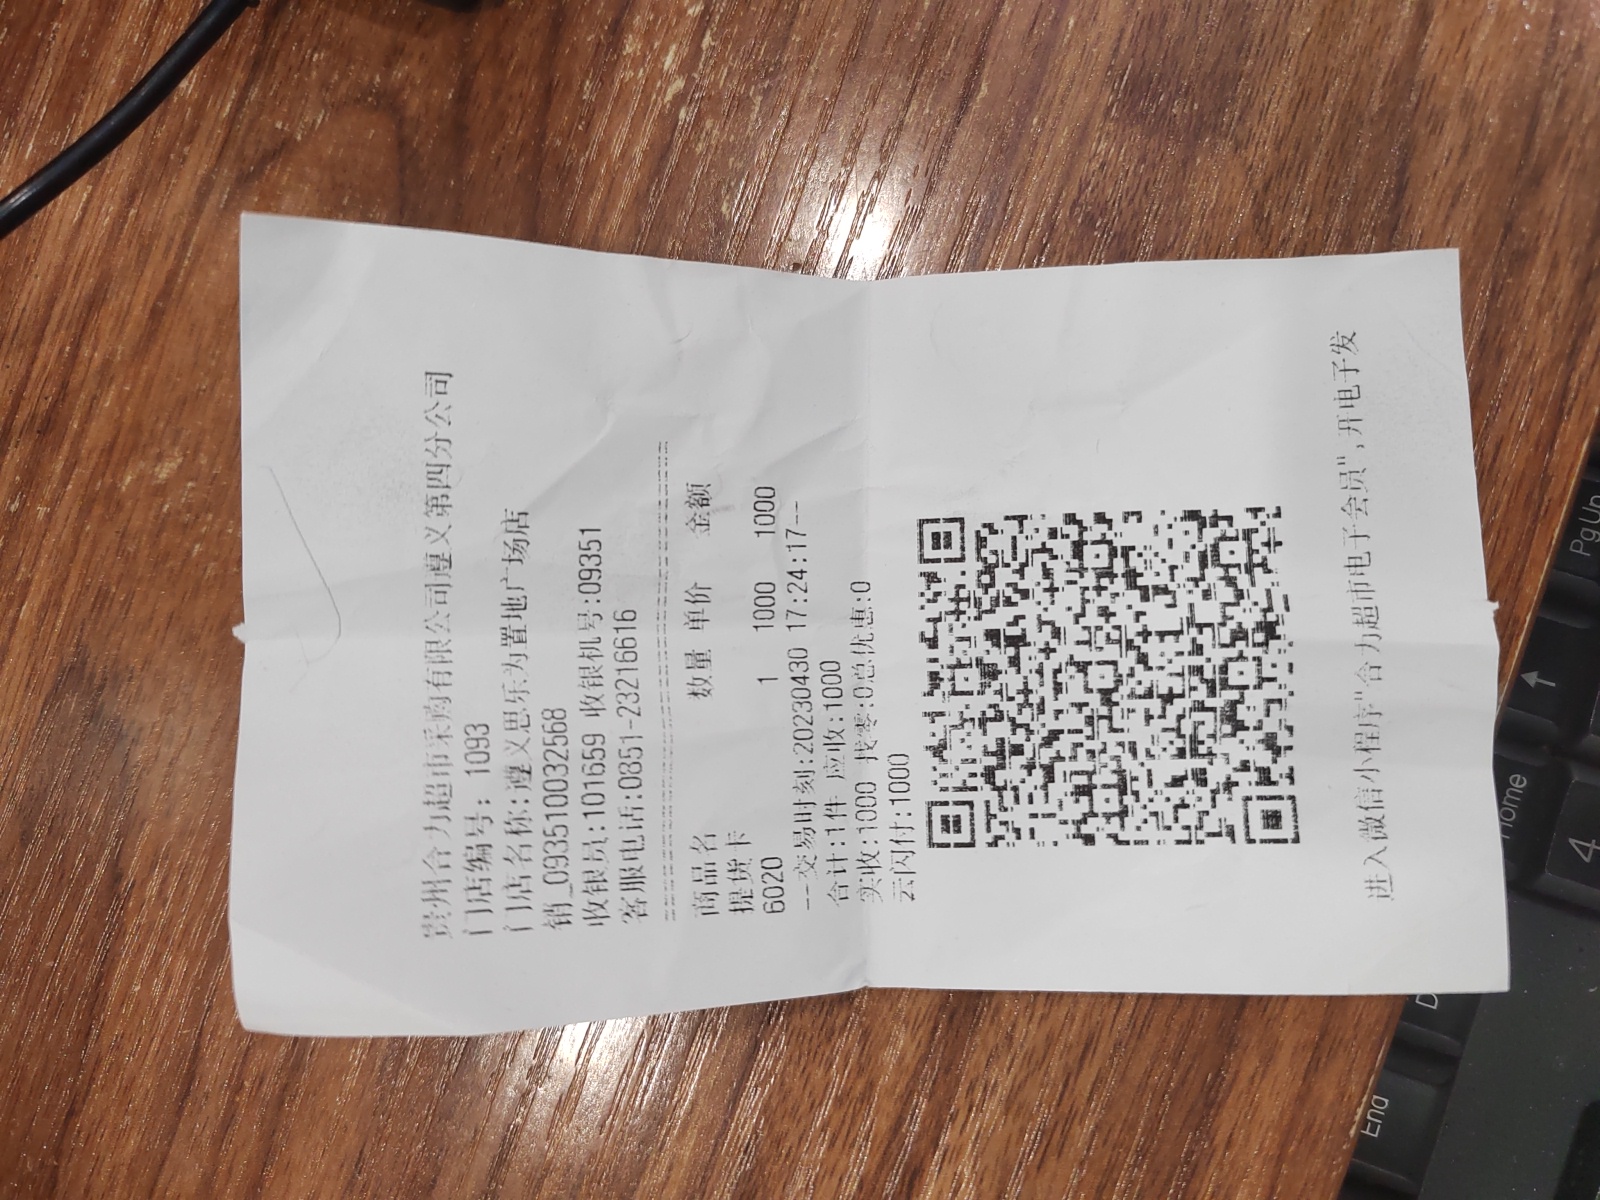 贵州合力超市采购有限公司遵义第四分公司
门店编号: 1093
门店名称:遵义思乐为置地广场店
销_0935100032568
收银员:101659 收银机号:09351
客服电话:0851-23216616
商品名 数量 单价 金额
提货卡
6020 1 1000 1000
--交易时刻:20230430 17:24:17--
合计:1件 应收:1000
实收:1000 找零:0总优惠:0
云闪付:1000
进入微信小程序"合力超市电子会员",开电子发
PgUp
Home
4
End